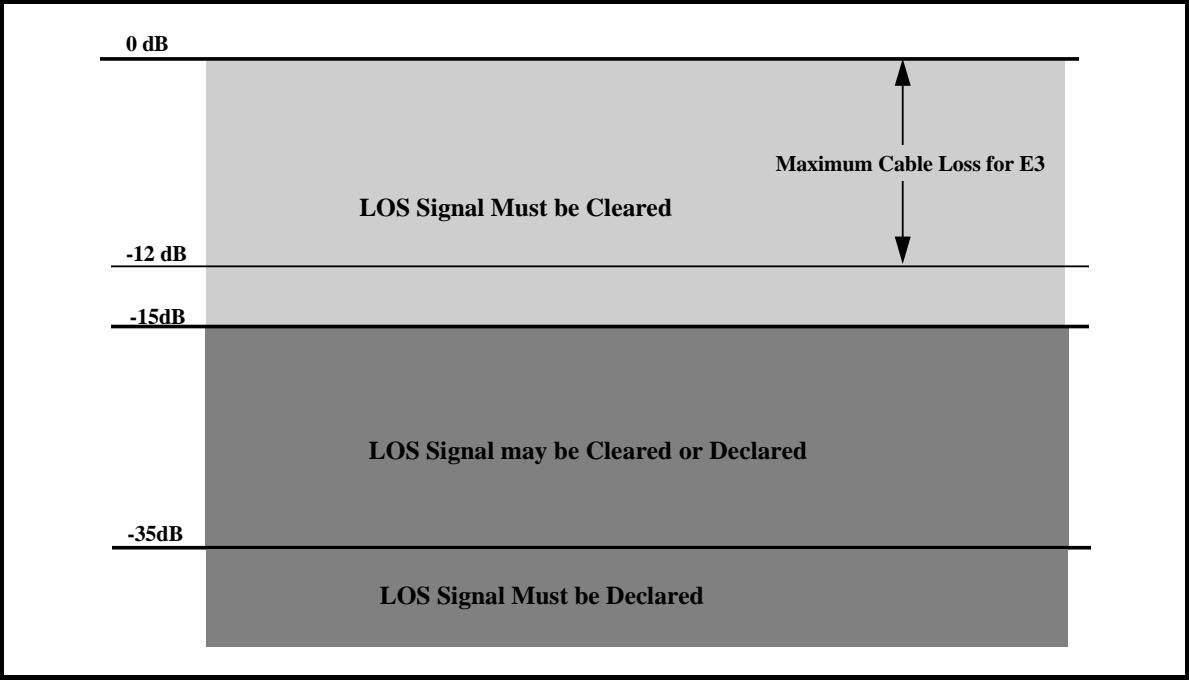 0 dB
Maximum Cable Loss for E3
LOS Signal Must be Cleared
-12 dB
-15dB
LOS Signal may be Cleared or Declared
-35dB
LOS Signal Must be Declared